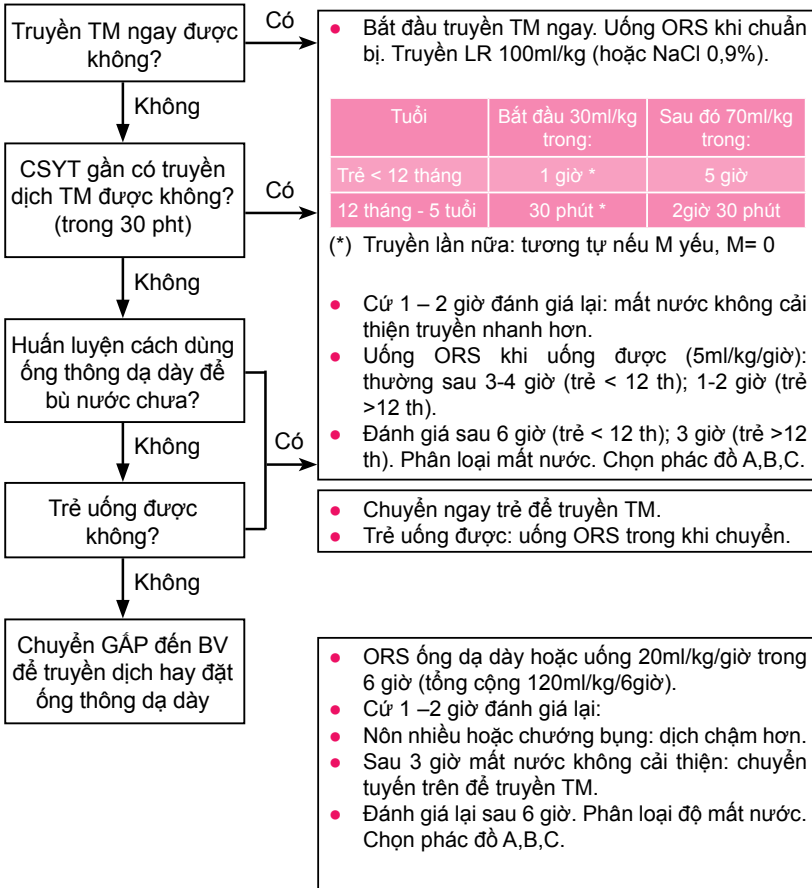 Truyền TM ngay được
không?
Có
Không
CSYT gần có truyền
dịch TM được không?
(trong 30 pht)
Có
Không
Huấn luyện cách dùng
ống thông dạ dày để
bù nước chưa?
Không
Có
Trẻ uống được
không?
Không
Chuyển GẤP đến BV
để truyền dịch hay đặt
ống thông dạ dày
● Bắt đầu truyền TM ngay. Uống ORS khi chuẩn
bị. Truyền LR 100ml/kg (hoặc NaCl 0,9%).
Tuổi Bắt đầu 30ml/kg trong: Sau đó 70ml/kg trong:
Trẻ < 12 tháng 1 giờ * 5 giờ
12 tháng - 5 tuổi 30 phút * 2giờ 30 phút
(*) Truyền lần nữa: tương tự nếu M yếu, M= 0
● Cứ 1 – 2 giờ đánh giá lại: mất nước không cải
thiện truyền nhanh hơn.
● Uống ORS khi uống được (5ml/kg/giờ):
thường sau 3-4 giờ (trẻ < 12 th); 1-2 giờ (trẻ
>12 th).
● Đánh giá sau 6 giờ (trẻ < 12 th); 3 giờ (trẻ >12
th). Phân loại mất nước. Chọn phác đồ A,B,C.
● Chuyển ngay trẻ để truyền TM.
● Trẻ uống được: uống ORS trong khi chuyển.
● ORS ống dạ dày hoặc uống 20ml/kg/giờ trong
6 giờ (tổng cộng 120ml/kg/6giờ).
● Cứ 1 –2 giờ đánh giá lại:
● Nôn nhiều hoặc chướng bụng: dịch chậm hơn.
● Sau 3 giờ mất nước không cải thiện: chuyển
tuyến trên để truyền TM.
● Đánh giá lại sau 6 giờ. Phân loại độ mất nước.
Chọn phác đồ A,B,C.